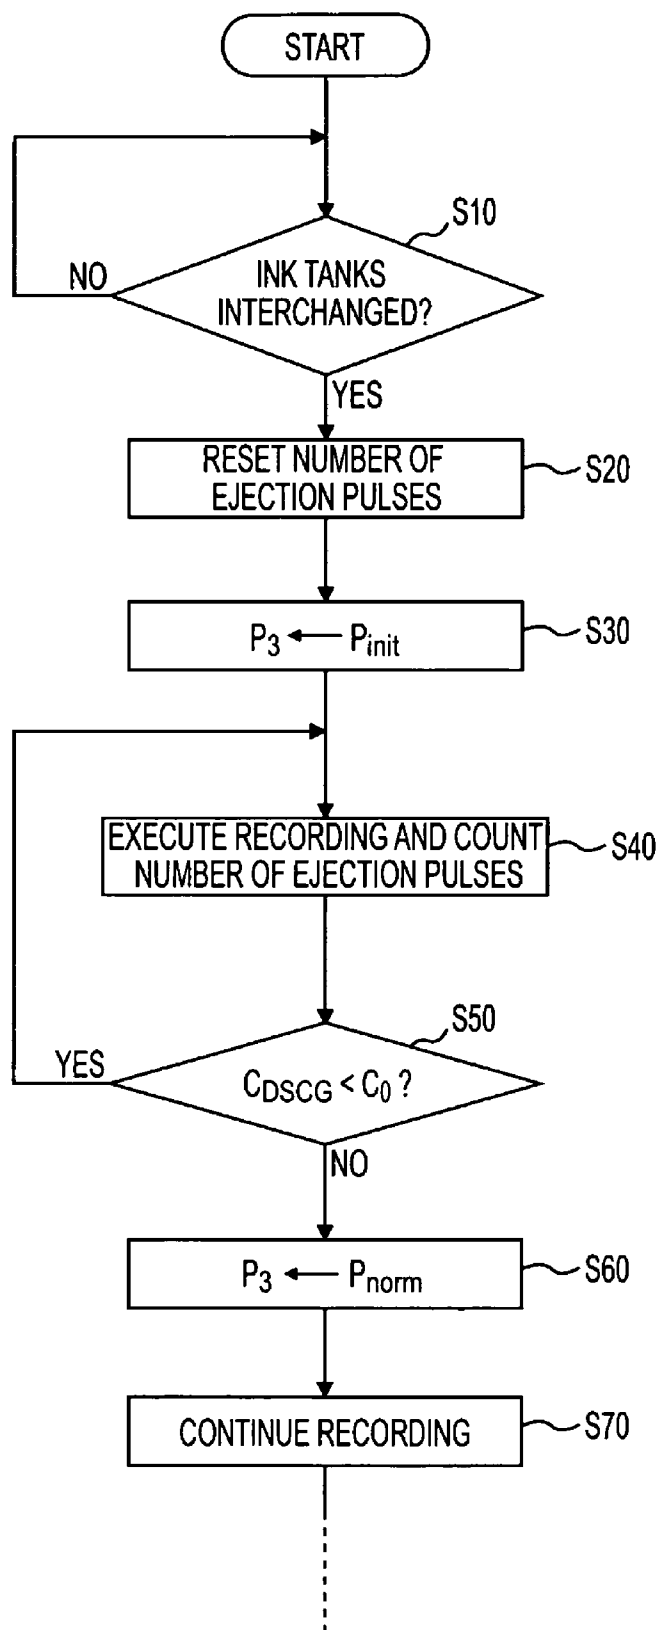 START
S10
INK TANKS
INTERCHANGED?
NO
YES
RESET NUMBER OF
EJECTION PULSES
S20
P3 ← Pinit
S30
EXECUTE RECORDING AND COUNT
NUMBER OF EJECTION PULSES
S40
S50
YES
CDSCG < C0 ?
NO
P3 ← Pnorm
S60
CONTINUE RECORDING
S70